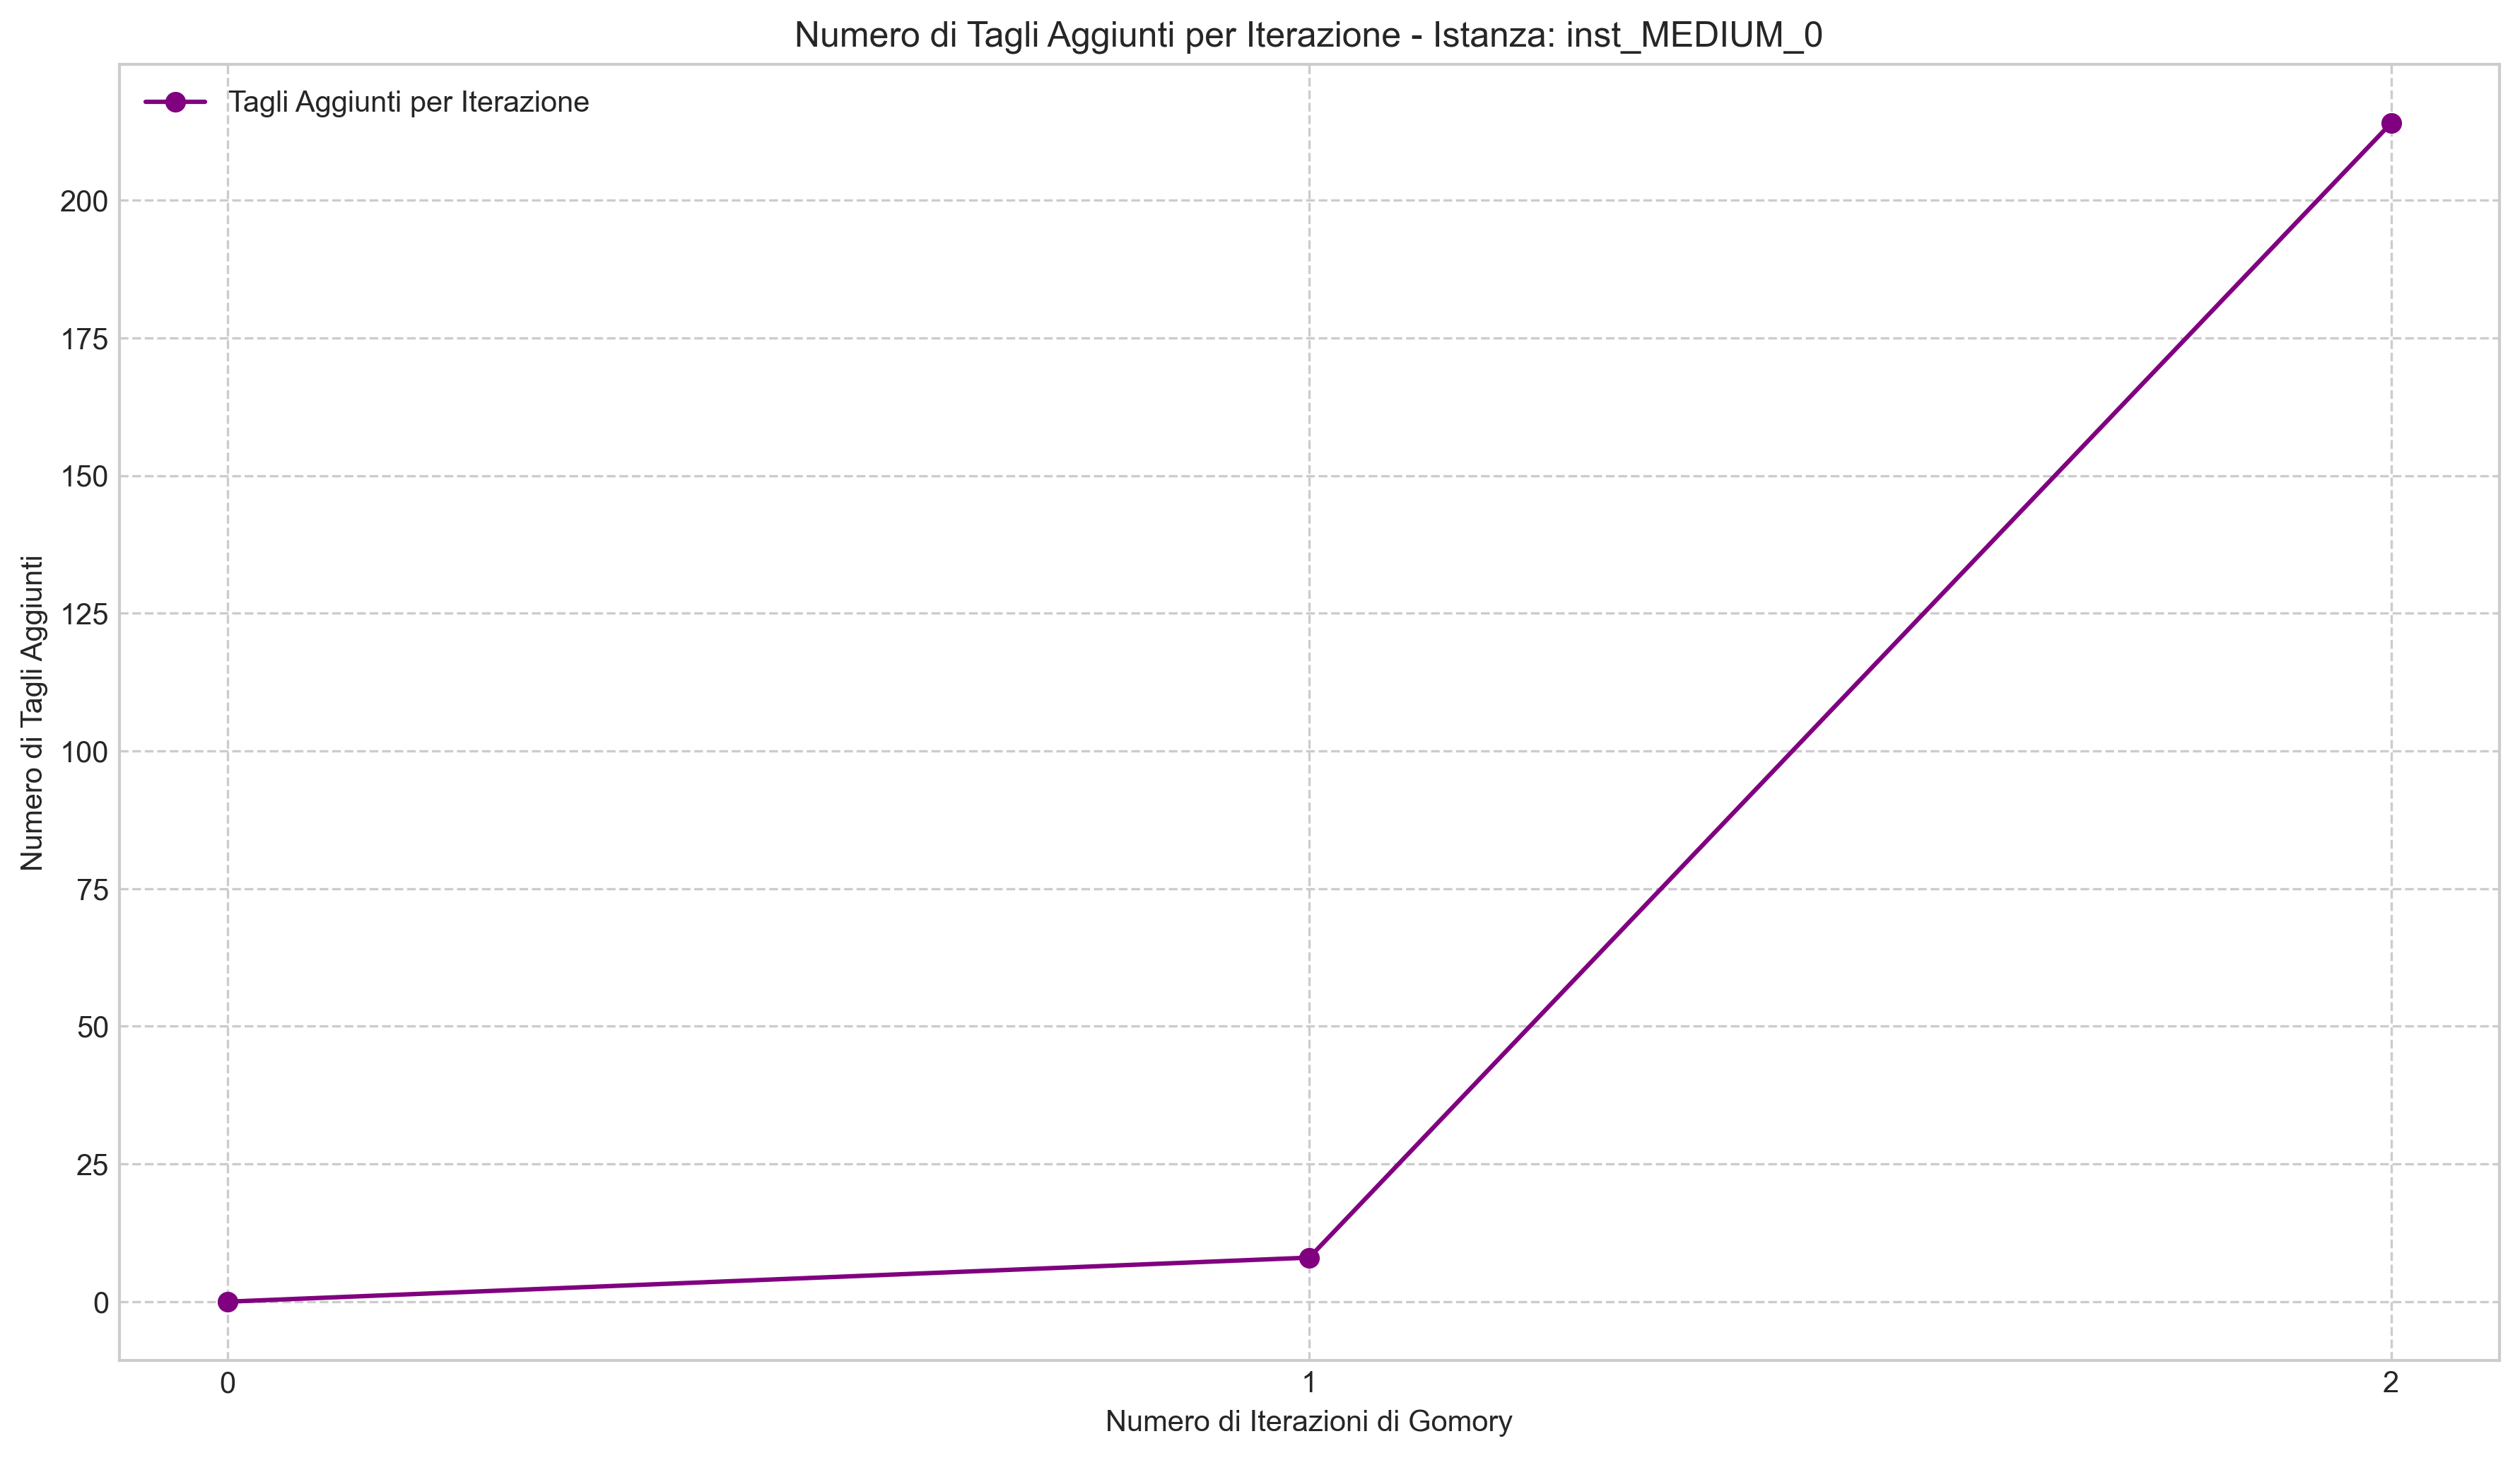 Numero di Tagli Aggiunti per Iterazione - Istanza: inst_MEDIUM_0
Tagli Aggiunti per Iterazione
200
175
150
125
100
75
50
25
0
Numero di Tagli Aggiunti
0 1 2
Numero di Iterazioni di Gomory